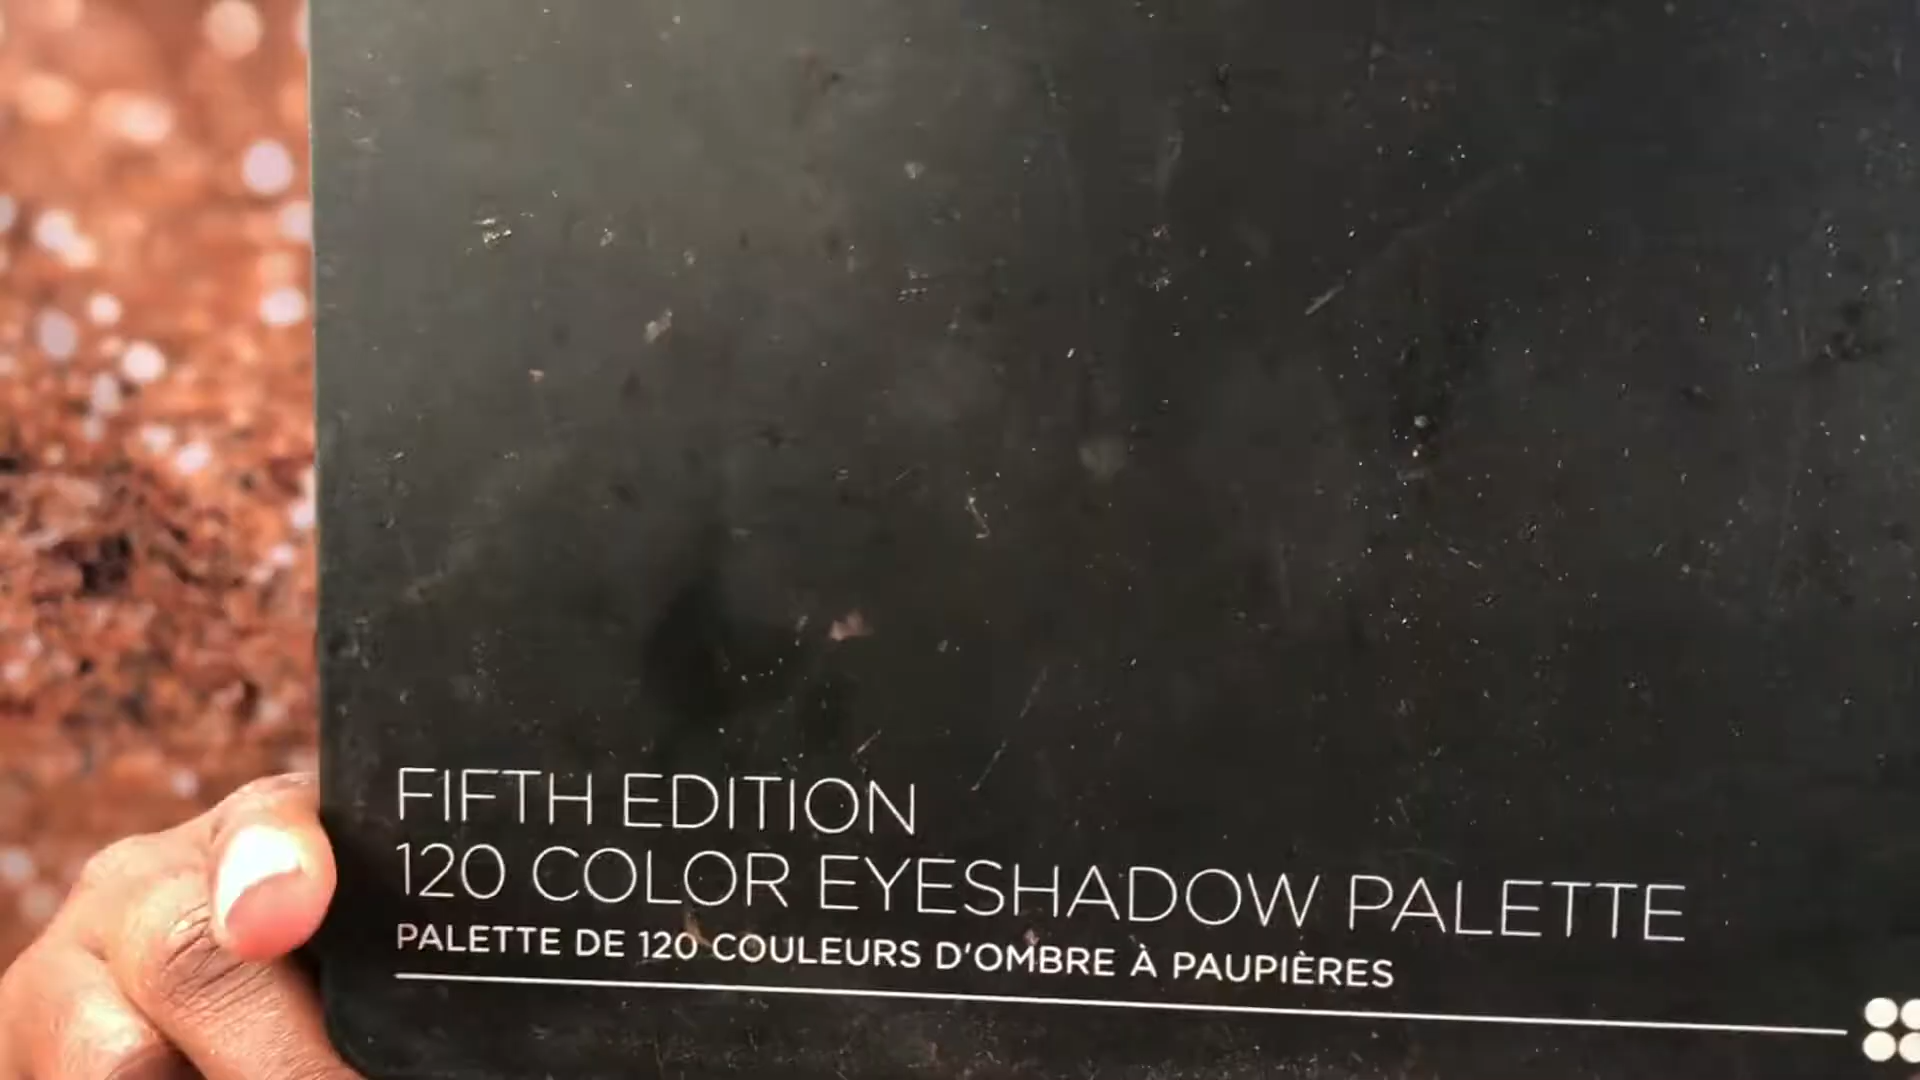 FIFTH EDITION
120 COLOR EYESHADOW PALETTE
PALETTE DE 120 COULEURS D'OMBRE À PAUPIÈRES